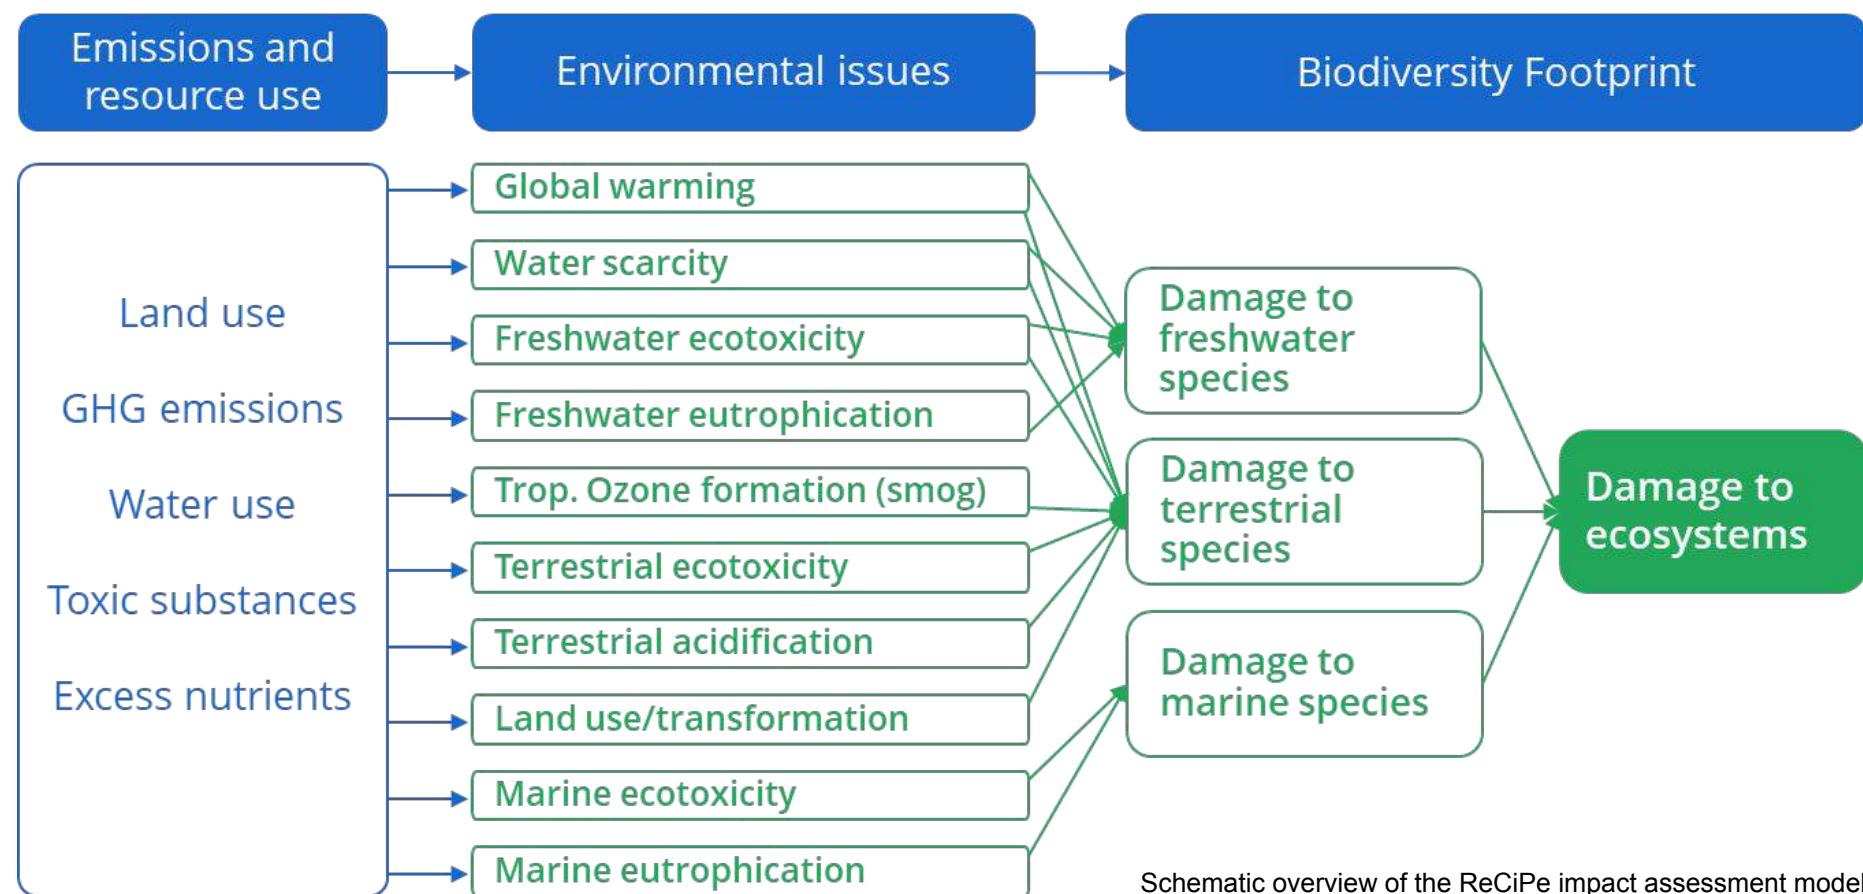 Emissions and
resource use
Environmental issues
Biodiversity Footprint
Land use
GHG emissions
Water use
Toxic substances
Excess nutrients
Global warming
Water scarcity
Freshwater ecotoxicity
Freshwater eutrophication
Trop. Ozone formation (smog)
Terrestrial ecotoxicity
Terrestrial acidification
Land use/transformation
Marine ecotoxicity
Marine eutrophication
Damage to
freshwater
species
Damage to
terrestrial
species
Damage to
marine species
Damage to
ecosystems
Schematic overview of the ReCiPe impact assessment model